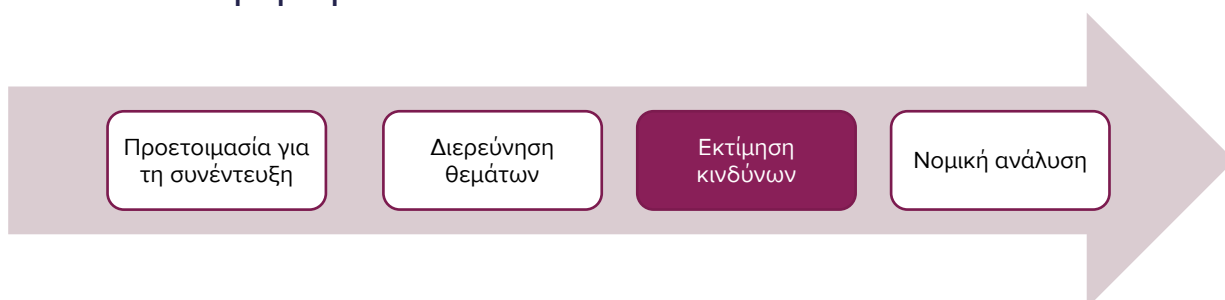 Προετοιμασία για
τη συνέντευξη
Διερεύνηση
θεμάτων
Εκτίμηση
κινδύνων
Νομική ανάλυση